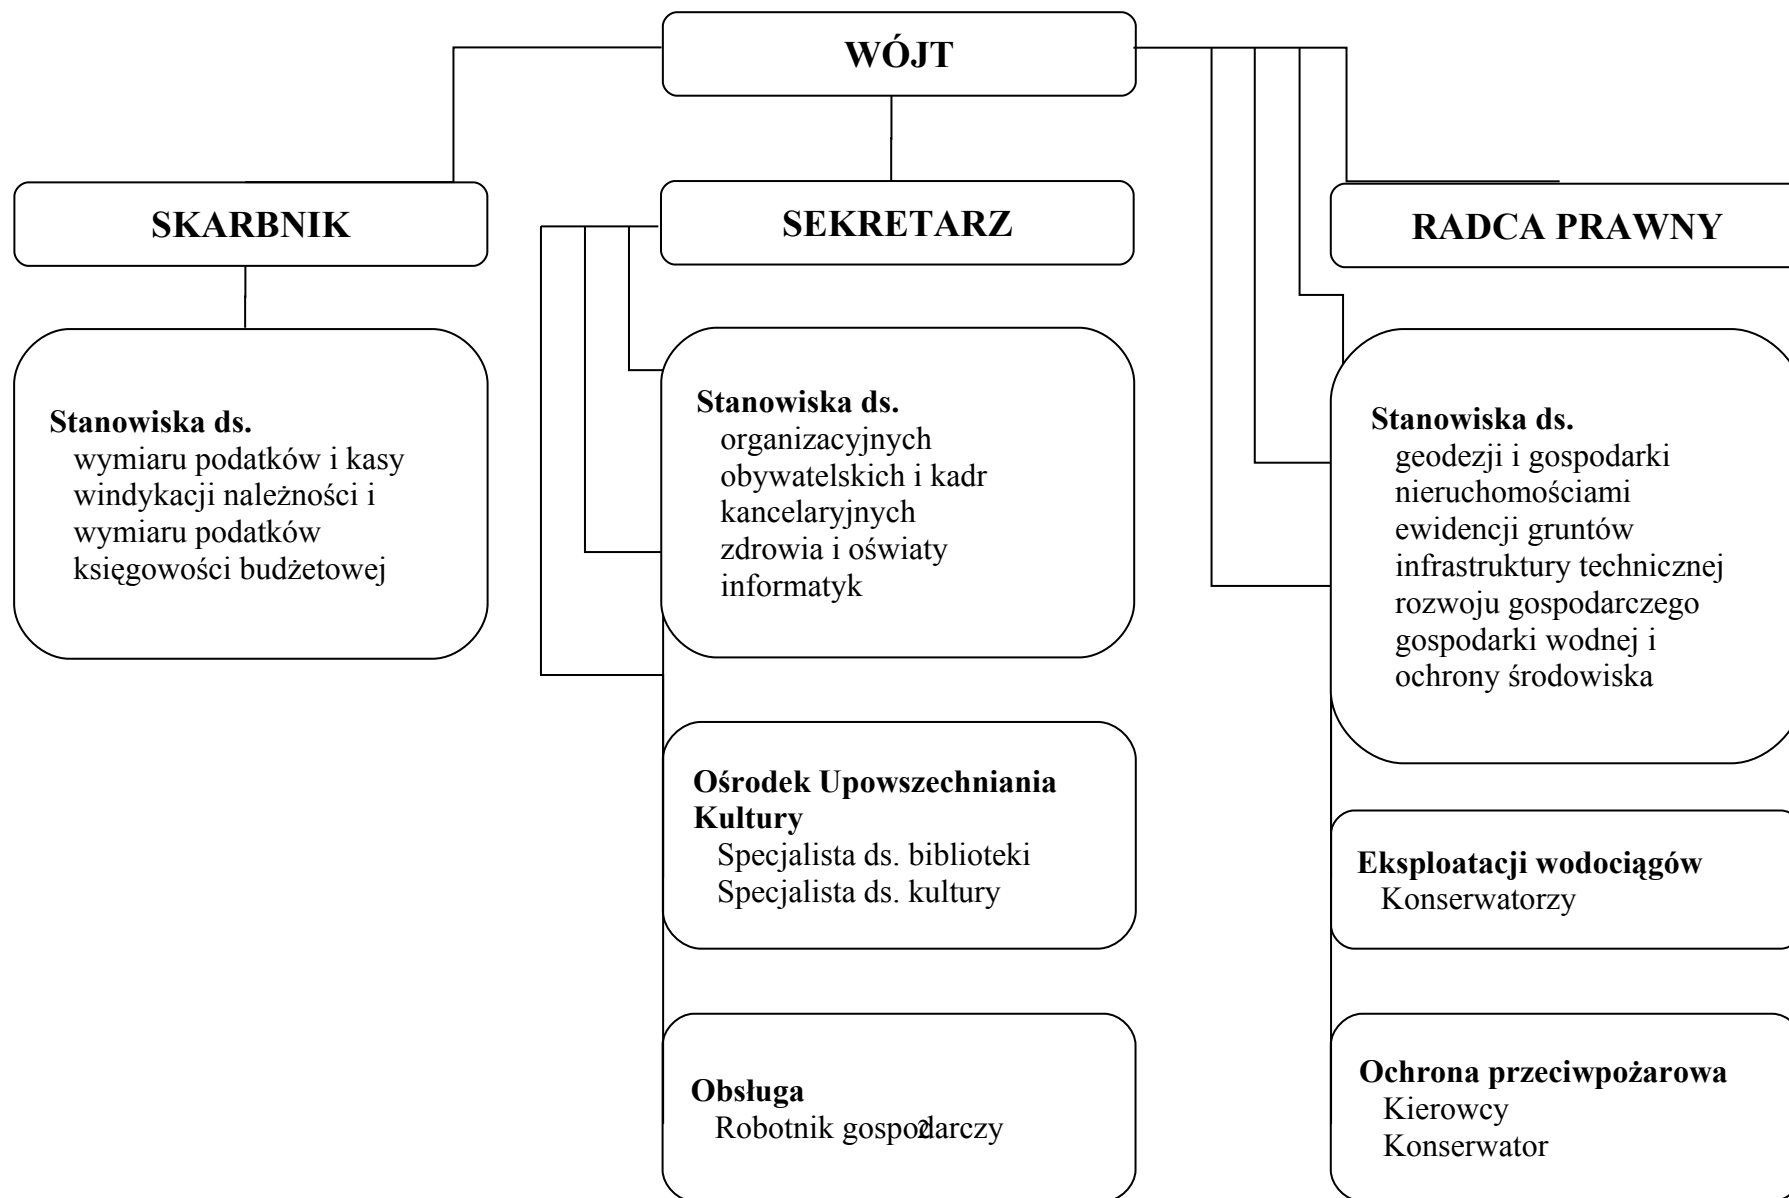 WÓJT
SKARBNIK
SEKRETARZ
RADCA PRAWNY
Stanowiska ds.
wymiaru podatków i kasy
windykacji należności i
wymiaru podatków
księgowości budżetowej
Stanowiska ds.
organizacyjnych
obywatelskich i kadr
kancelaryjnych
zdrowia i oświaty
informatyk
Stanowiska ds.
geodezji i gospodarki
nieruchomościami
ewidencji gruntów
infrastruktury technicznej
rozwoju gospodarczego
gospodarki wodnej i
ochrony środowiska
Ośrodek Upowszechniania
Kultury
Specjalista ds. biblioteki
Specjalista ds. kultury
Eksploatacji wodociągów
Konserwatorzy
Obsługa
Robotnik gospodarczy
2
Ochrona przeciwpożarowa
Kierowcy
Konserwator